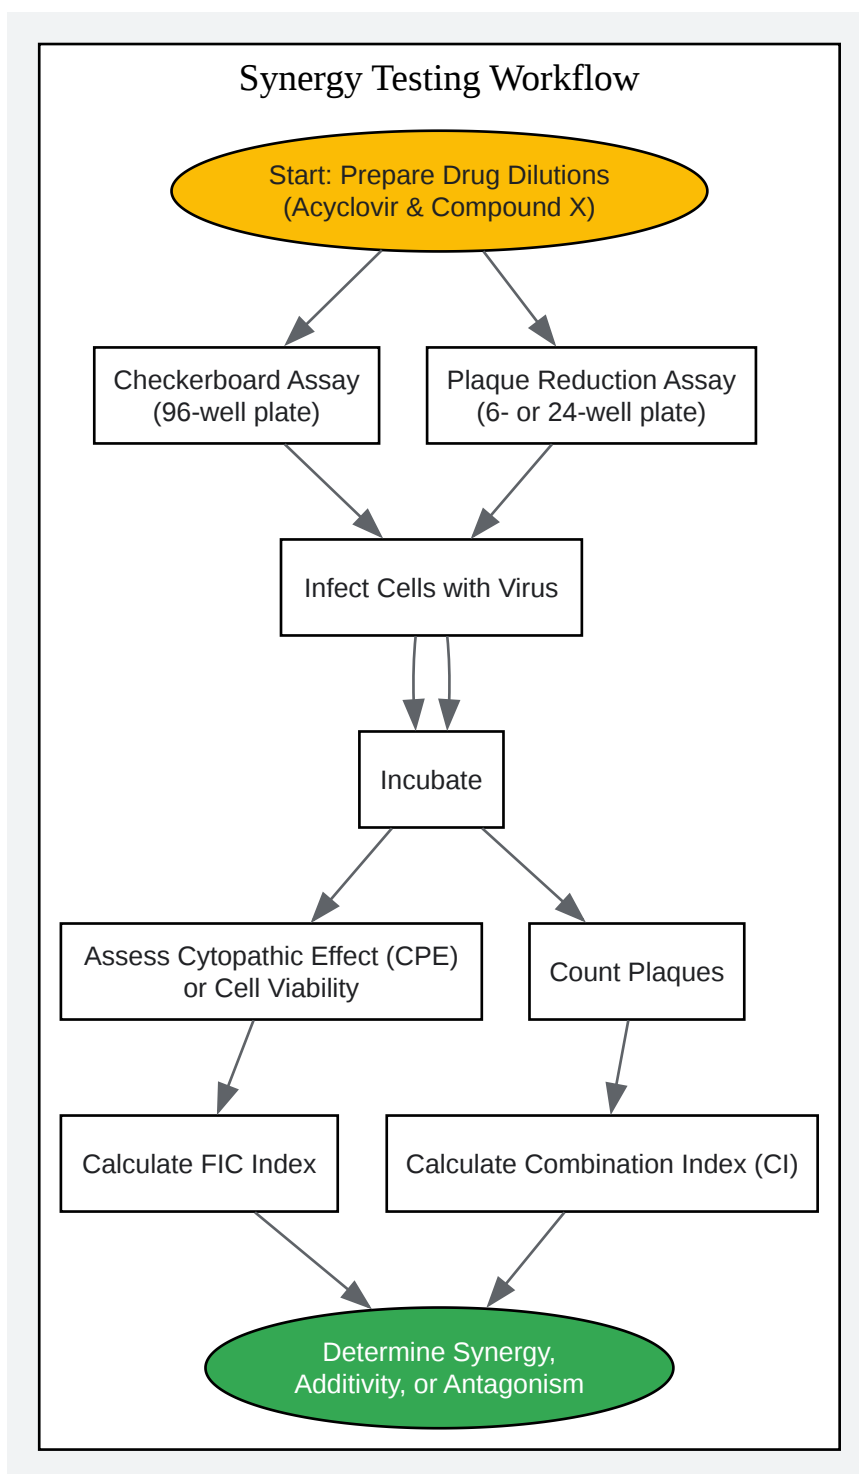 Synergy Testing Workflow
Start: Prepare Drug Dilutions
(Acyclovir & Compound X)
Checkerboard Assay
(96-well plate)
Plaque Reduction Assay
(6- or 24-well plate)
Infect Cells with Virus
Incubate
Assess Cytopathic Effect (CPE)
or Cell Viability
Count Plaques
Calculate FIC Index
Calculate Combination Index (CI)
Determine Synergy,
Additivity, or Antagonism